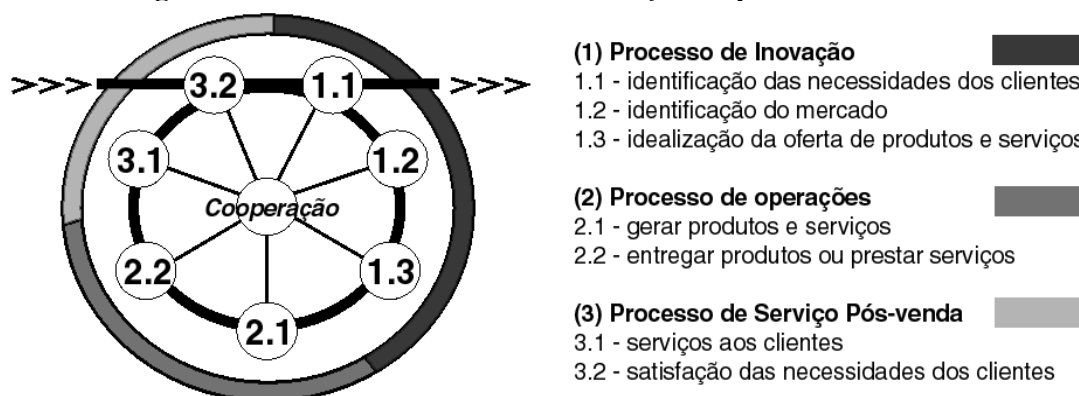 >>>
3.2
1.1
>>>
3.1
1.2
Cooperação
2.2
1.3
2.1
(1) Processo de Inovação
1.1 - identificação das necessidades dos clientes
1.2 - identificação do mercado
1.3 - idealização da oferta de produtos e serviços
(2) Processo de operações
2.1 - gerar produtos e serviços
2.2 - entregar produtos ou prestar serviços
(3) Processo de Serviço Pós-venda
3.1 - serviços aos clientes
3.2 - satisfação das necessidades dos clientes